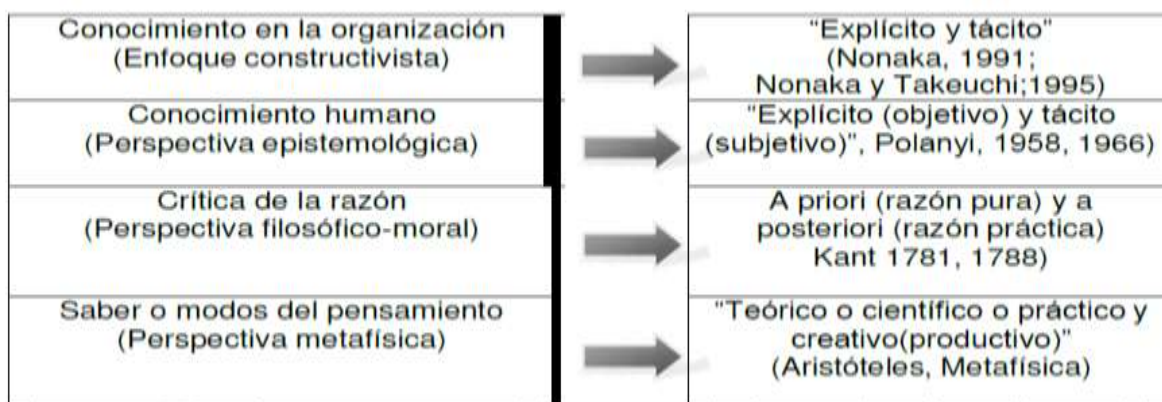 Conocimiento en la organización
(Enfoque constructivista)
"Explícito y tácito"
(Nonaka, 1991;
Nonaka y Takeuchi;1995)
Conocimiento humano
(Perspectiva epistemológica)
"Explícito (objetivo) y tácito
(subjetivo)", Polanyi, 1958, 1966)
Crítica de la razón
(Perspectiva filosófico-moral)
A priori (razón pura) y a
posteriori (razón práctica)
Kant 1781, 1788)
Saber o modos del pensamiento
(Perspectiva metafísica)
"Teórico o científico o práctico y
creativo(productivo)"
(Aristóteles, Metafísica)